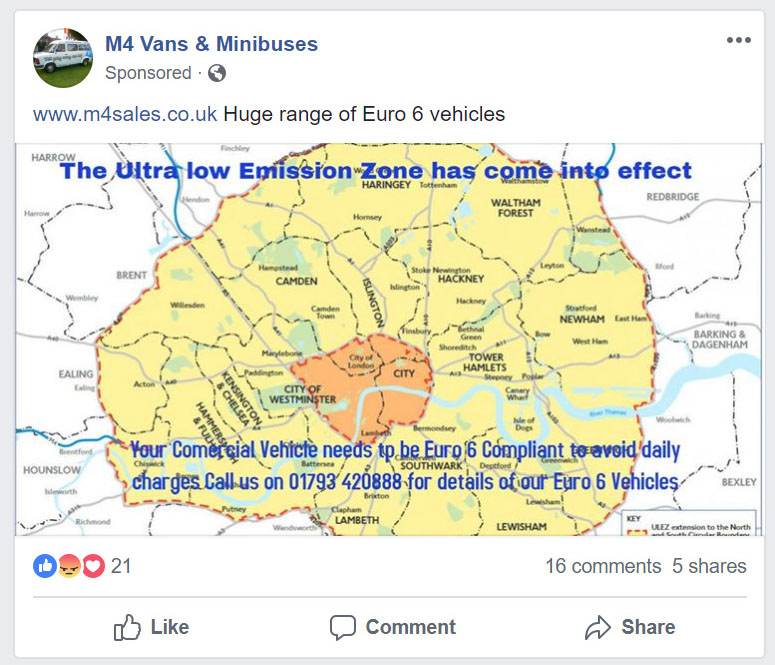 M4 Vans & Minibuses
Sponsored ·
www.m4sales.co.uk Huge range of Euro 6 vehicles
Finchley
HARROW
The Ultra low Emission Zone has come into effect
HARINGEY
Tottenham
Walthamstow
Hendon
WALTHAM
FOREST
REDBRIDGE
Harrow
Hornsey
Wanstead
BRENT
Hampstead
CAMDEN
Stoke Newington
HACKNEY
Leyton
Ilford
Islington
ISLINGTON
Wembley
Willesden
Camden
Town
Hackney
Stratford
NEWHAM
East Ham
Finsbury
Bethnal
Green
Bow
West Ham
Barking
BARKING &
DAGENHAM
Shoreditch
Marylebone
City of
London
CITY
TOWER
HAMLETS
EALING
Ealing
Acton
Paddington
KENSINGTON
& CHELSEA
CITY OF
WESTMINSTER
Stepney
Poplar
Canary
Wharf
River Thames
Isle of
Dogs
Woolwich
HAMMERSMITH
& FULHAM
Lambeth
Bermondsey
Your Comercial Vehicle needs to be Euro 6 Compliant to avoid daily
Brentford
Chiswick
Battersea
Camberwell
SOUTHWARK
Deptford
Greenwich
HOUNSLOW
charges.Call us on 01793 420888 for details of our Euro 6 Vehicles
BEXLEY
Isleworth
Brixton
Richmond
Putney
Wandsworth
Clapham
LAMBETH
Lewisham
LEWISHAM
KEY
ULEZ extension to the North
and South Circular Boundary
21
16 comments 5 shares
Like
Comment
Share